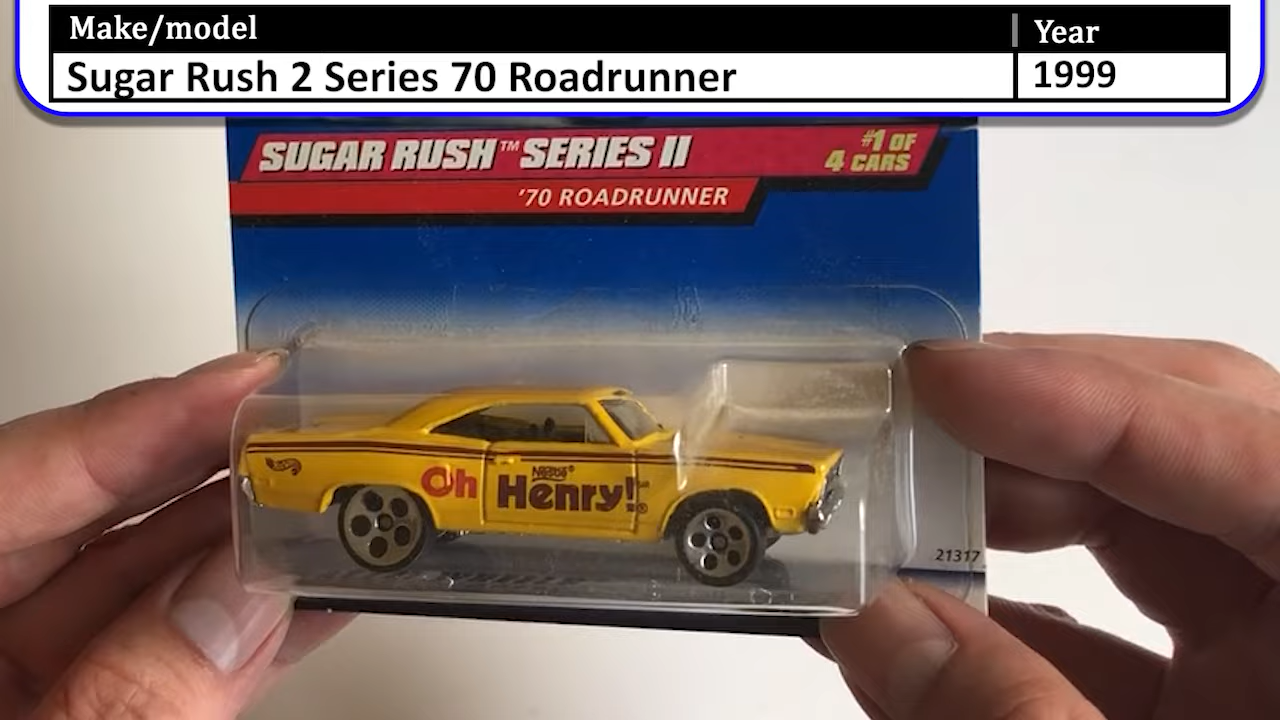 Make/model Year
Sugar Rush 2 Series 70 Roadrunner 1999
SUGAR RUSH™ SERIES II
#1 OF
4 CARS
'70 ROADRUNNER
Nestlé®
Oh Henry!
21317